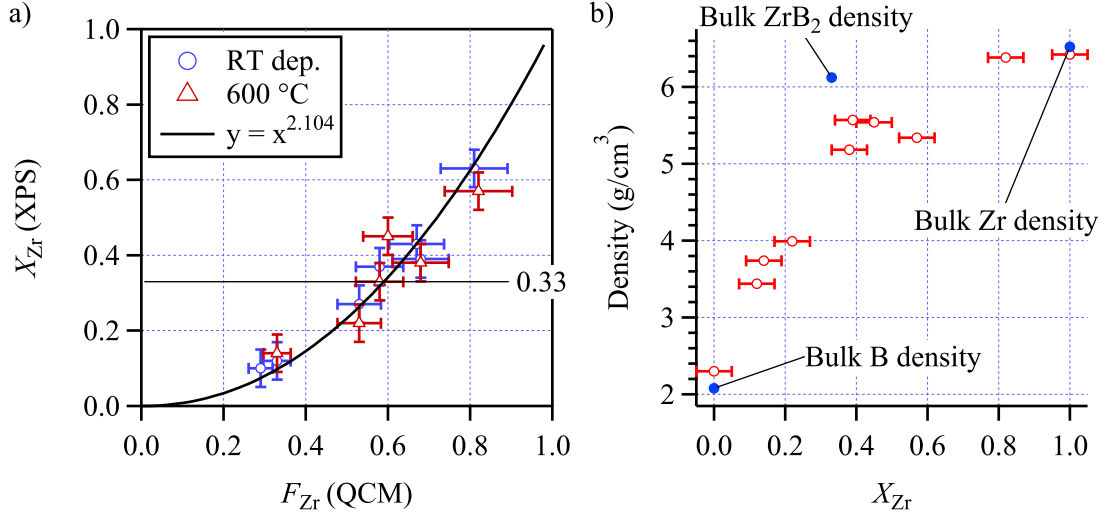 a)
1.0
0.8
0.6
0.4
0.2
0.0
X_Zr (XPS)
RT dep.
600 °C
y = x^2.104
0.33
0.0 0.2 0.4 0.6 0.8 1.0
F_Zr (QCM)
b)
Bulk ZrB₂ density
6
5
4
3
2
Density (g/cm³)
Bulk Zr density
Bulk B density
0.0 0.2 0.4 0.6 0.8 1.0
X_Zr